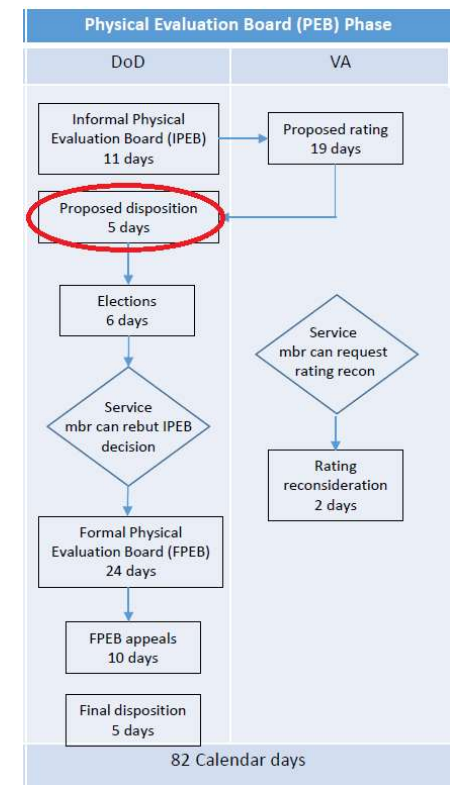 Physical Evaluation Board (PEB) Phase
DoD
VA
Informal Physical
Evaluation Board (IPEB)
11 days
Proposed rating
19 days
Proposed disposition
5 days
Elections
6 days
Service
mbr can request
rating recon
Service
mbr can rebut IPEB
decision
Rating
reconsideration
2 days
Formal Physical
Evaluation Board (FPEB)
24 days
FPEB appeals
10 days
Final disposition
5 days
82 Calendar days